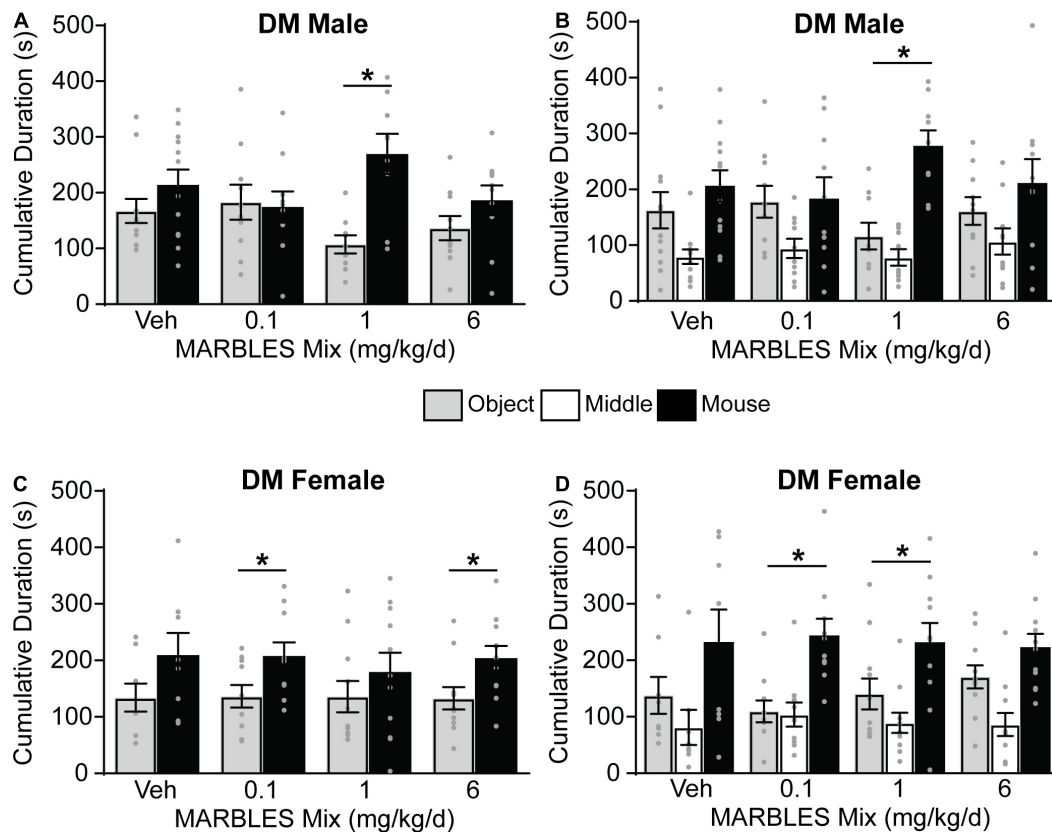 A
DM Male
Cumulative Duration (s)
500
400
300
200
100
0
*
Veh 0.1 1 6
MARBLES Mix (mg/kg/d)
B
DM Male
Cumulative Duration (s)
500
400
300
200
100
0
*
Veh 0.1 1 6
MARBLES Mix (mg/kg/d)
Object Middle Mouse
C
DM Female
Cumulative Duration (s)
500
400
300
200
100
0
* *
Veh 0.1 1 6
MARBLES Mix (mg/kg/d)
D
DM Female
Cumulative Duration (s)
500
400
300
200
100
0
* *
Veh 0.1 1 6
MARBLES Mix (mg/kg/d)